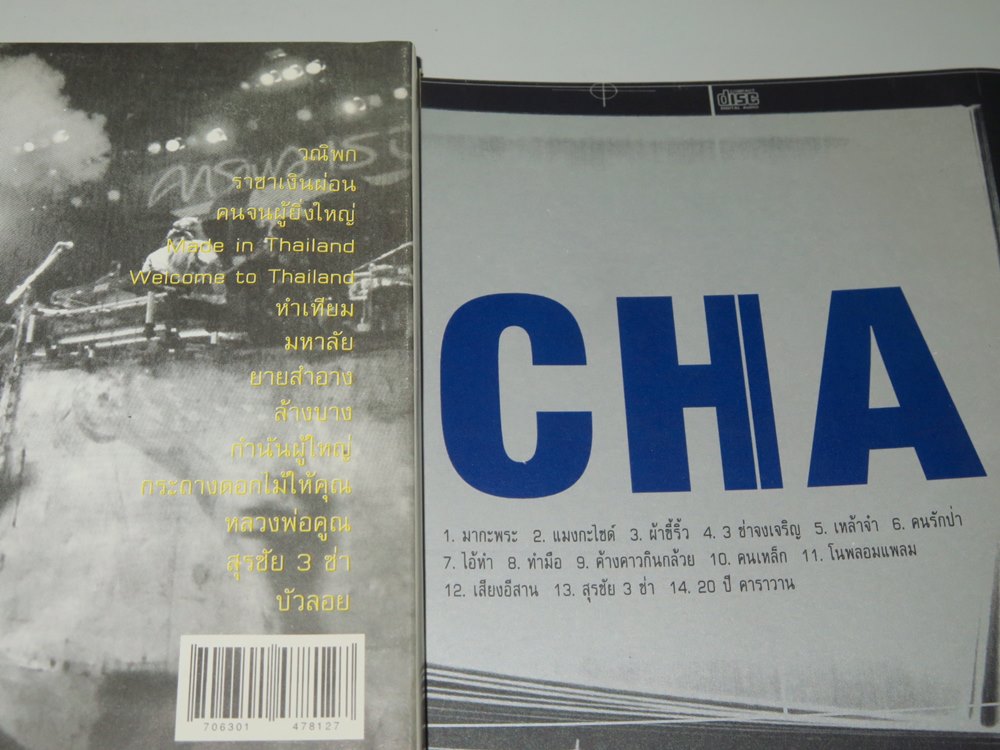 วณิพก
ราชาเงินผ่อน
คนจนผู้ยิ่งใหญ่
Made in Thailand
Welcome to Thailand
หำเทียม
มหาลัย
ยายสำอาง
ล้างบาง
กำนันผู้ใหญ่
กระถางดอกไม้ให้คุณ
หลวงพ่อคูณ
สุรชัย 3 ช่า
บัวลอย
706301 478127
COMPACT
disc
DIGITAL AUDIO
CHA
1. มากะพระ 2. แมงกะไซด์ 3. ผ้าขี้ริ้ว 4. 3 ช่าจงเจริญ 5. เหล้าจ๋า 6. คนรักป่า
7. ไอ้หำ 8. ทำมือ 9. ค้างคาวกินกล้วย 10. คนเหล็ก 11. โนพลอมแพลม
12. เสียงอีสาน 13. สุรชัย 3 ช่า 14. 20 ปี คาราวาน